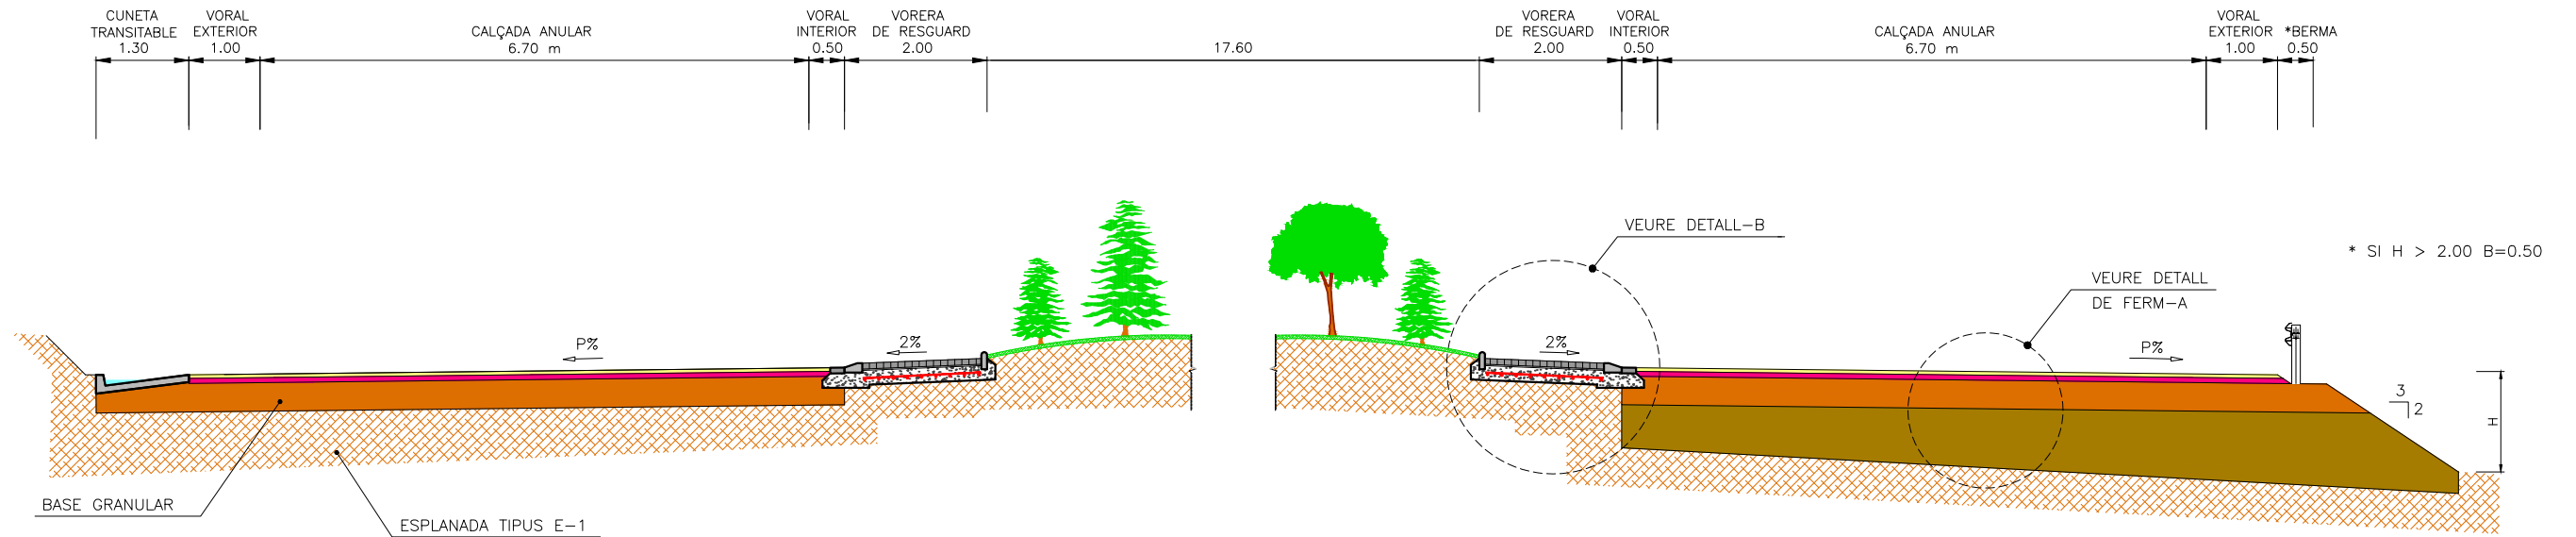 CUNETA
TRANSITABLE
1.30
VORAL
EXTERIOR
1.00
CALÇADA ANULAR
6.70 m
VORAL
INTERIOR
0.50
VORERA
DE RESGUARD
2.00
17.60
VORERA
DE RESGUARD
2.00
VORAL
INTERIOR
0.50
CALÇADA ANULAR
6.70 m
VORAL
EXTERIOR
1.00
*BERMA
0.50
VEURE DETALL-B
* SI H > 2.00 B=0.50
VEURE DETALL
DE FERM-A
P%
2%
2%
P%
3
2
H
BASE GRANULAR
ESPLANADA TIPUS E-1